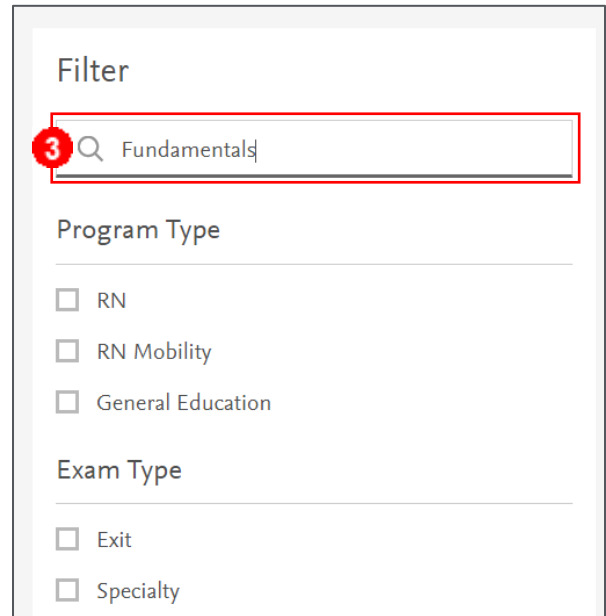 Filter
3 Fundamentals
Program Type
RN
RN Mobility
General Education
Exam Type
Exit
Specialty